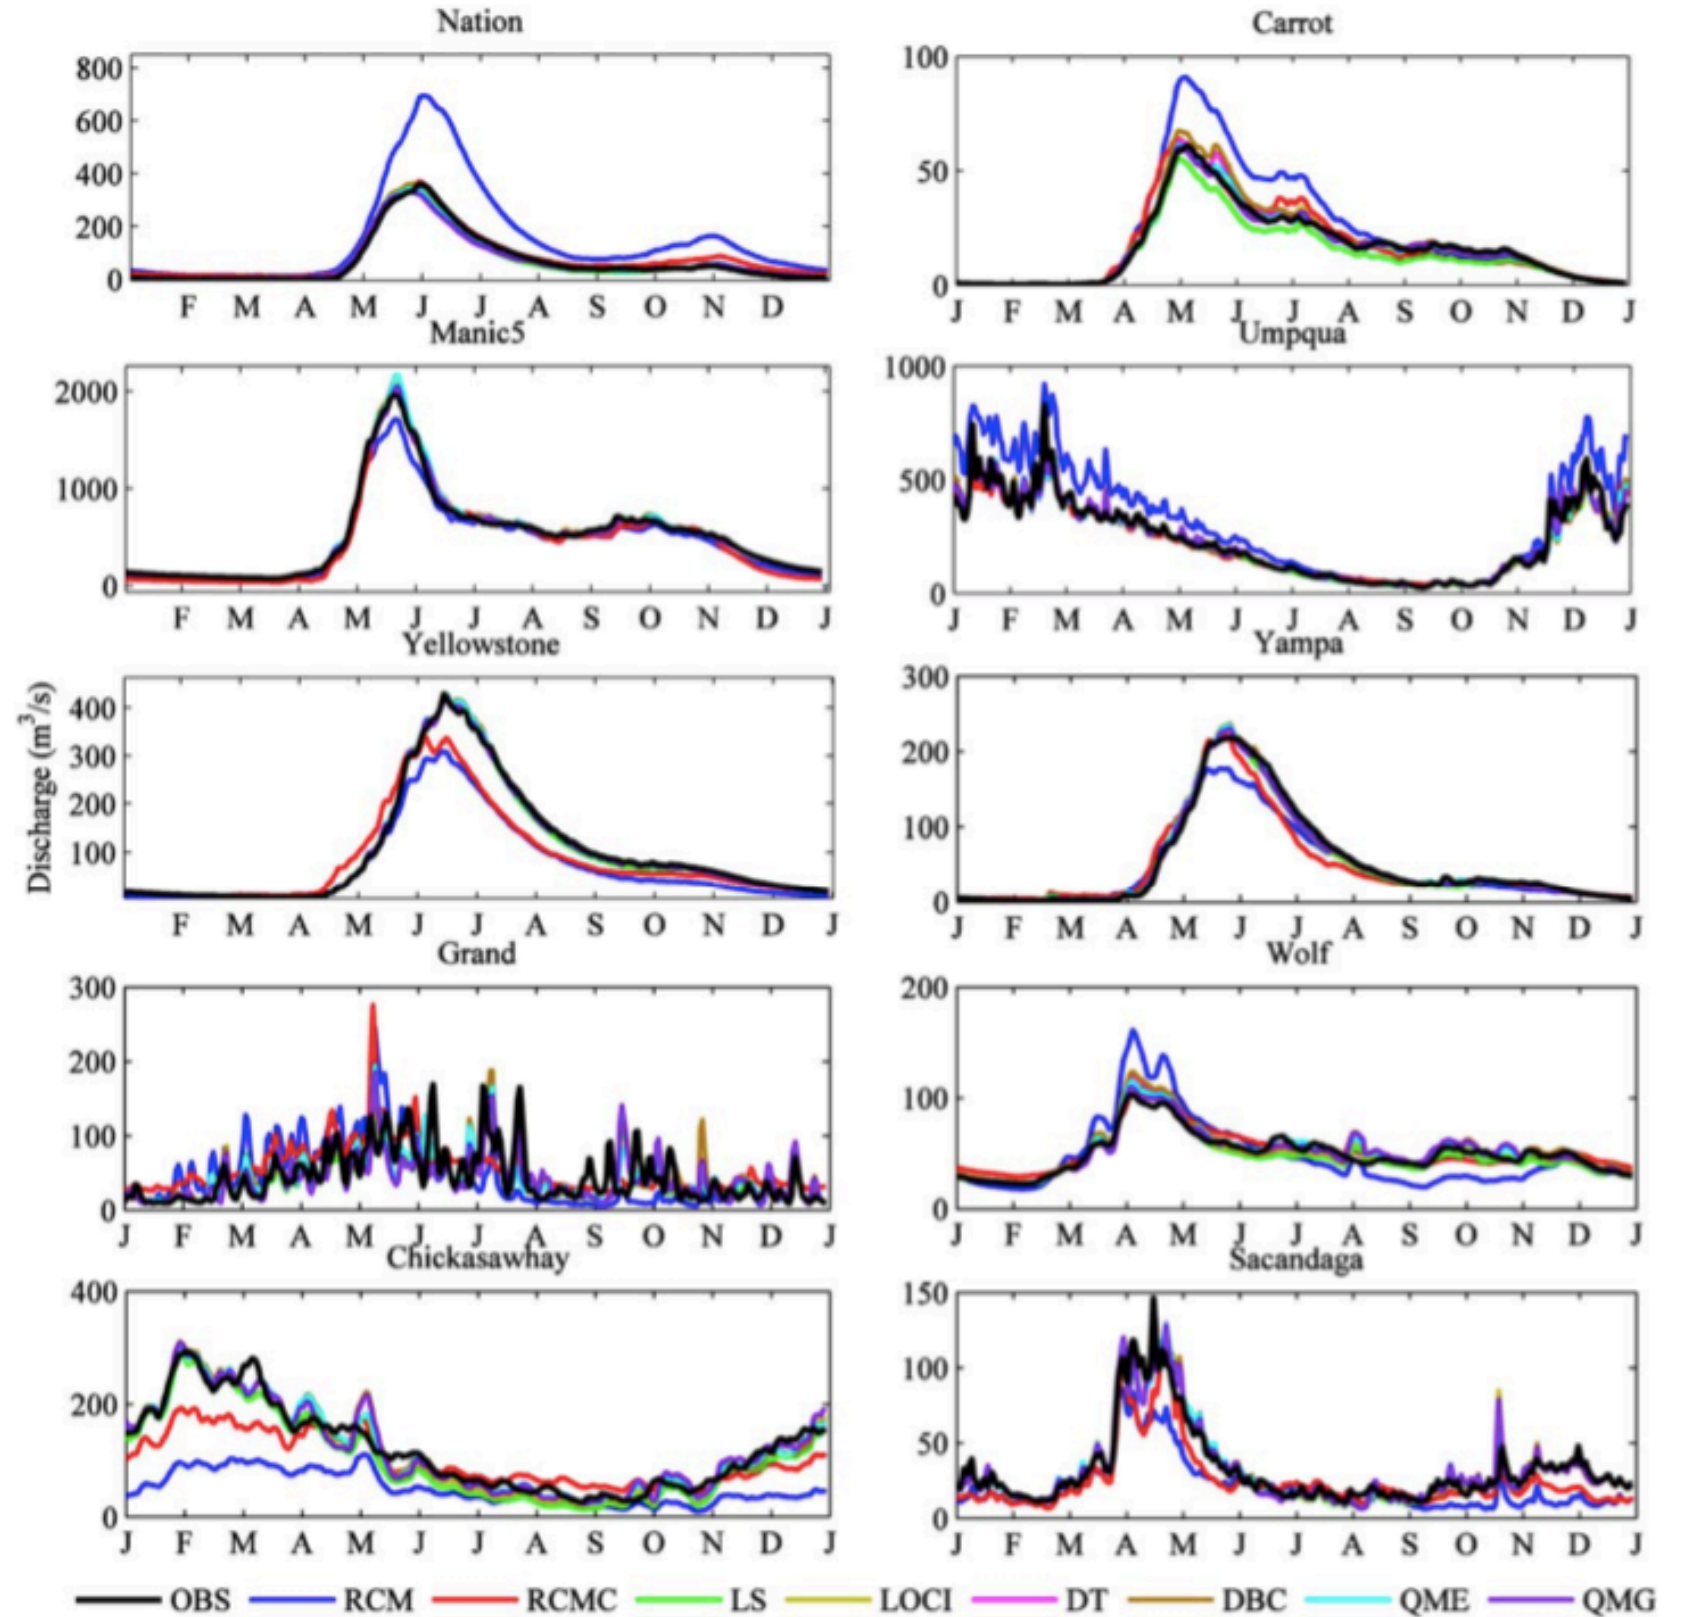 Nation
Carrot
800
600
400
200
0
F M A M J J A S O N D
100
50
0
J F M A M J J A S O N D J
Manic5
Umpqua
2000
1000
0
F M A M J J A S O N D J
1000
500
0
J F M A M J J A S O N D J
Yellowstone
Yampa
Discharge (m³/s)
400
300
200
100
F M A M J J A S O N D J
300
200
100
0
J F M A M J J A S O N D J
Grand
Wolf
300
200
100
0
J F M A M J J A S O N D J
200
100
50
0
J F M A M J J A S O N D J
Chickasawhay
Sacandaga
400
200
0
J F M A M J J A S O N D J
150
100
50
0
J F M A M J J A S O N D J
OBS RCM RCMC LS LOCI DT DBC QME QMG